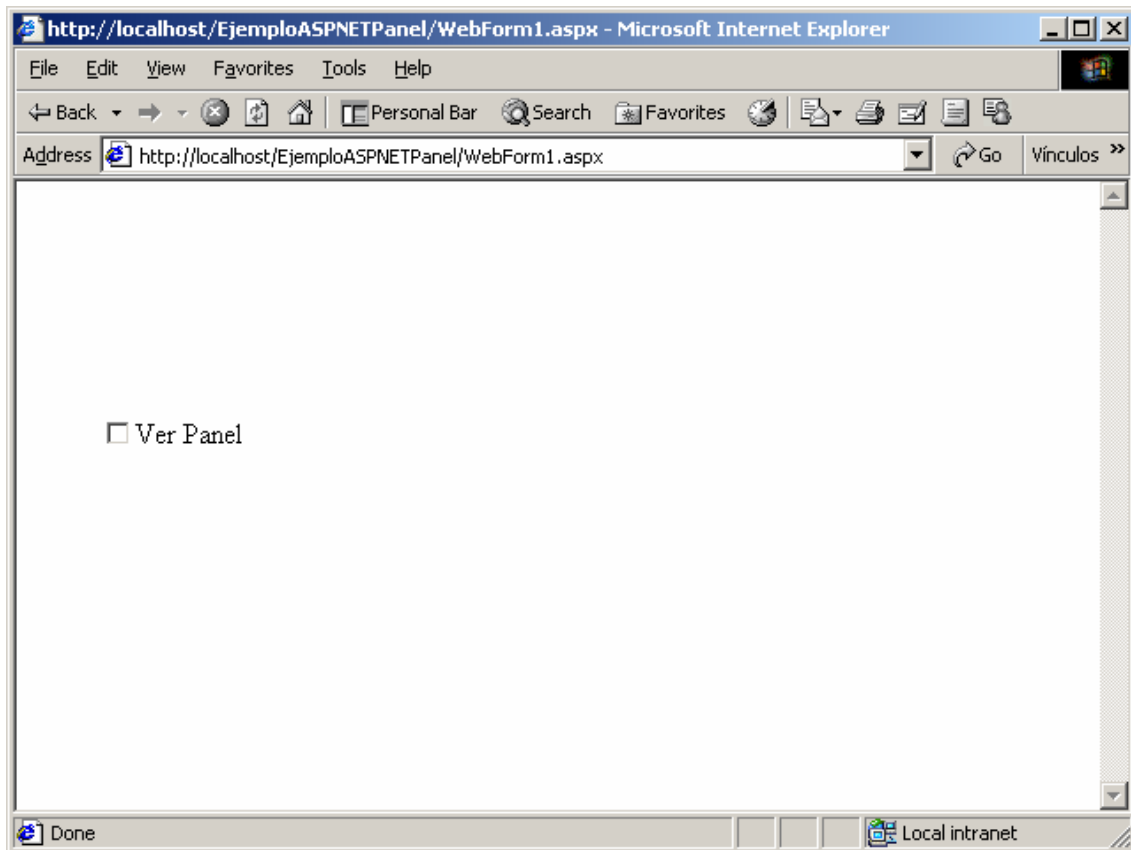 http://localhost/EjemploASPNETPanel/WebForm1.aspx - Microsoft Internet Explorer
File Edit View Favorites Tools Help
Back Personal Bar Search Favorites
Address http://localhost/EjemploASPNETPanel/WebForm1.aspx Go Vínculos »
Ver Panel
Done Local intranet